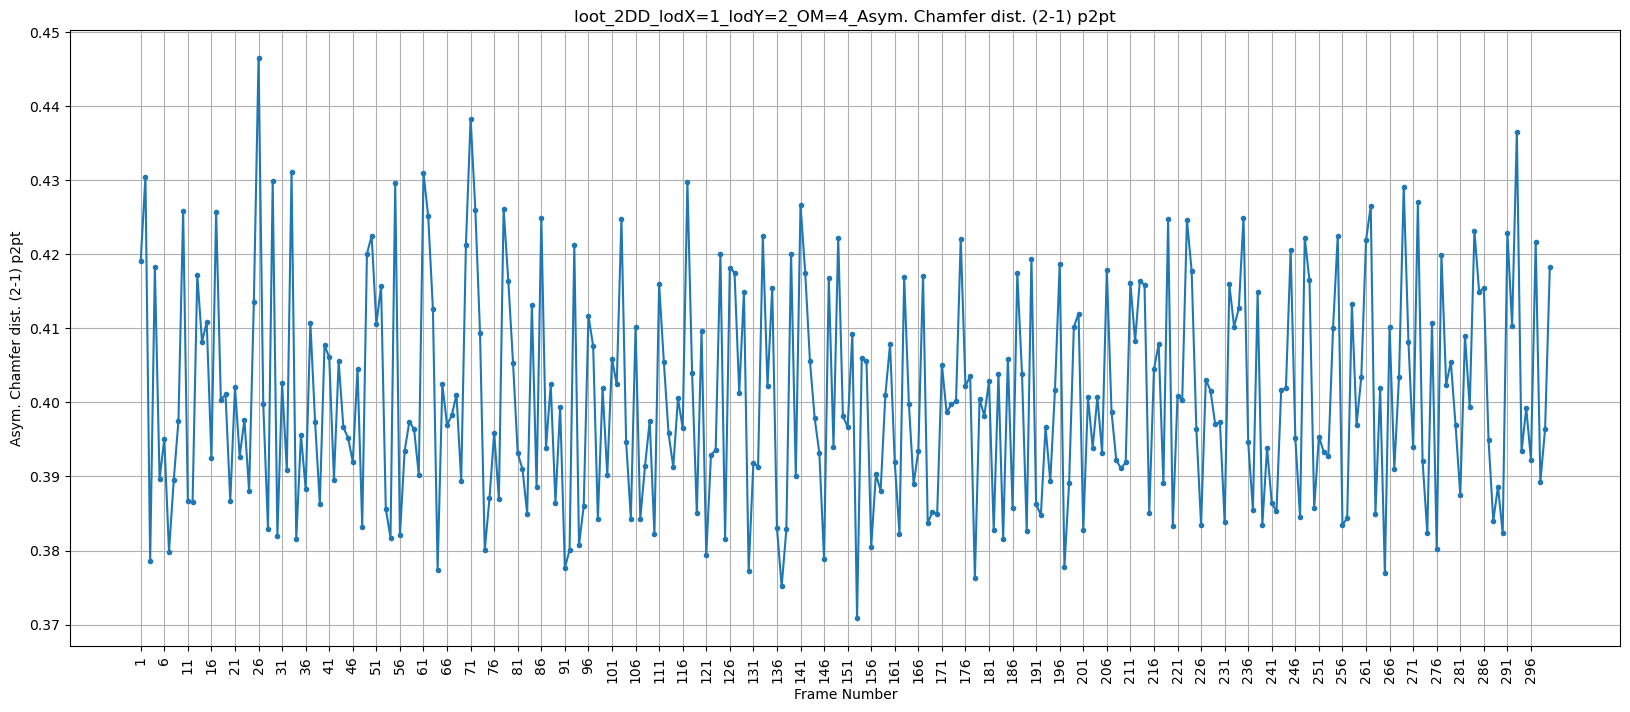 loot_2DD_lodX=1_lodY=2_OM=4_Asym. Chamfer dist. (2-1) p2pt
Asym. Chamfer dist. (2-1) p2pt
0.45
0.44
0.43
0.42
0.41
0.40
0.39
0.38
0.37
1 6 11 16 21 26 31 36 41 46 51 56 61 66 71 76 81 86 91 96 101 106 111 116 121 126 131 136 141 146 151 156 161 166 171 176 181 186 191 196 201 206 211 216 221 226 231 236 241 246 251 256 261 266 271 276 281 286 291 296
Frame Number